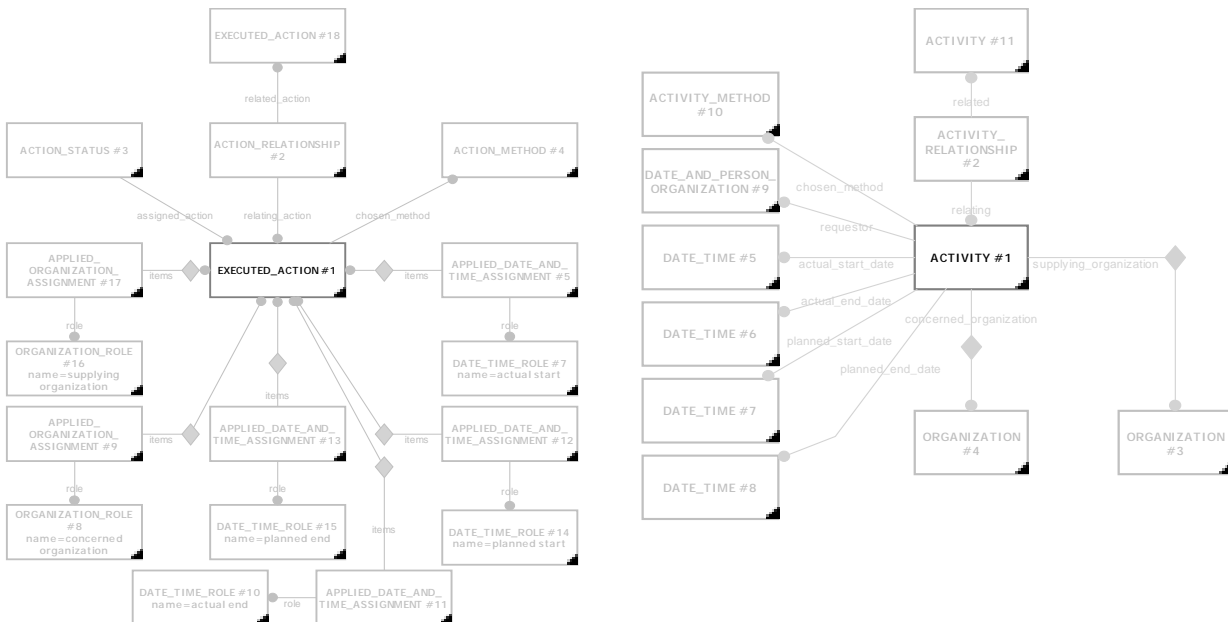 EXECUTED_ACTION #18
related_action
ACTION_STATUS #3
ACTION_RELATIONSHIP
#2
ACTION_METHOD #4
assigned_action
relating_action
chosen_method
APPLIED_
ORGANIZATION_
ASSIGNMENT #17
items
EXECUTED_ACTION #1
items
APPLIED_DATE_AND_
TIME_ASSIGNMENT
#5
role
role
ORGANIZATION_ROLE
#16
name=supplying
organization
DATE_TIME_ROLE #7
name=actual start
items
APPLIED_
ORGANIZATION_
ASSIGNMENT #9
items
APPLIED_DATE_AND_
TIME_ASSIGNMENT #13
items
APPLIED_DATE_AND_
TIME_ASSIGNMENT #12
role
role
role
ORGANIZATION_ROLE
#8
name=concerned
organization
DATE_TIME_ROLE #15
name=planned end
items
DATE_TIME_ROLE #14
name=planned start
DATE_TIME_ROLE #10
name=actual end
role
APPLIED_DATE_AND_
TIME_ASSIGNMENT #11
ACTIVITY #11
related
ACTIVITY_METHOD
#10
ACTIVITY_
RELATIONSHIP
#2
DATE_AND_PERSON_
ORGANIZATION #9
chosen_method
relating
requestor
DATE_TIME #5
actual_start_date
ACTIVITY #1
supplying_organization
actual_end_date
concerned_organization
DATE_TIME #6
planned_start_date
planned_end_date
DATE_TIME #7
ORGANIZATION
#4
ORGANIZATION
#3
DATE_TIME #8